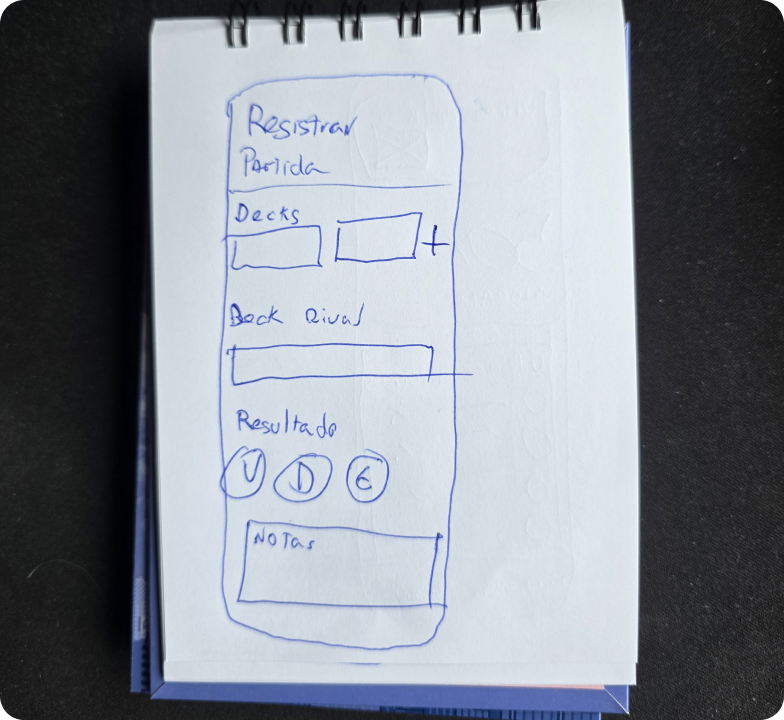 Registrar
Partida
Decks
+
Deck Rival
Resultado
V D E
Notas